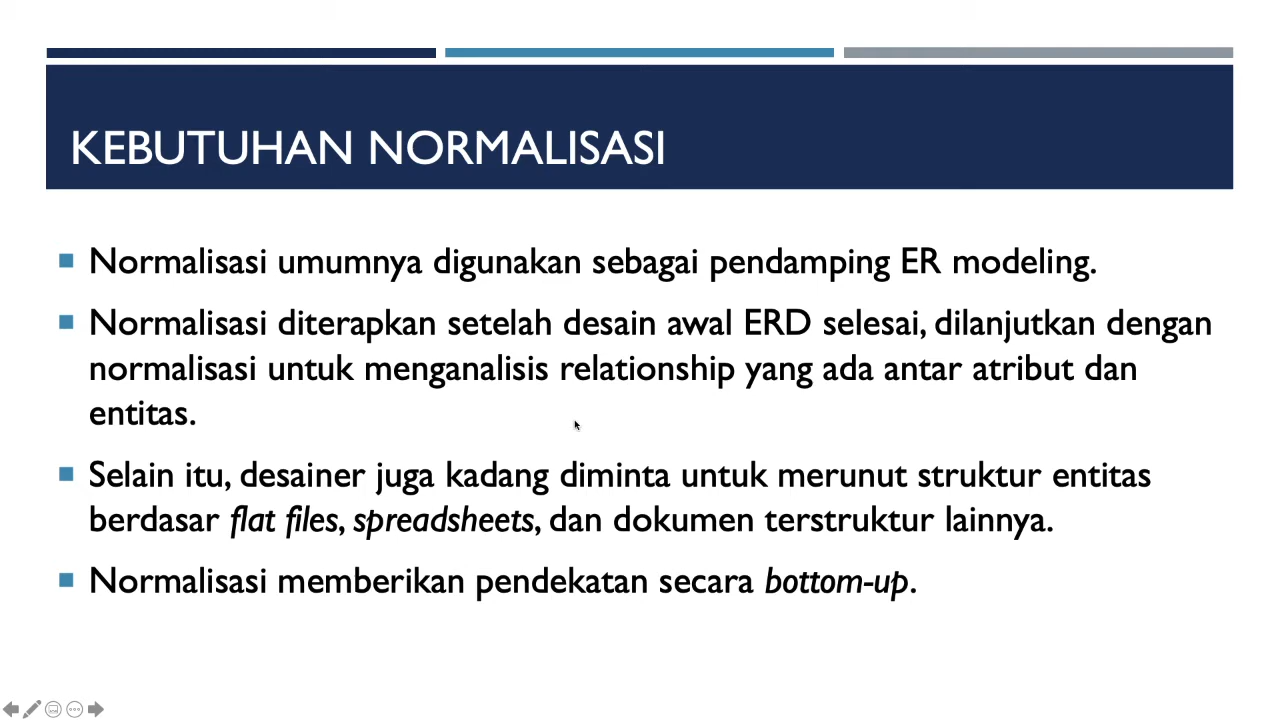 KEBUTUHAN NORMALISASI
Normalisasi umumnya digunakan sebagai pendamping ER modeling.
Normalisasi diterapkan setelah desain awal ERD selesai, dilanjutkan dengan
normalisasi untuk menganalisis relationship yang ada antar atribut dan
entitas.
Selain itu, desainer juga kadang diminta untuk merunut struktur entitas
berdasar flat files, spreadsheets, dan dokumen terstruktur lainnya.
Normalisasi memberikan pendekatan secara bottom-up.